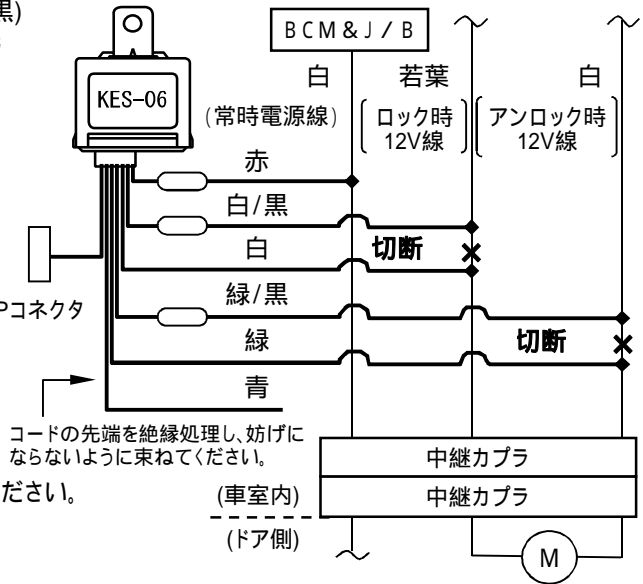 黒)
BCM&J/B
白
若葉
白
KES-06
(常時電源線)
ロック時
12V線
アンロック時
12V線
赤
白/黒
白
切断
緑/黒
Pコネクタ
緑
切断
青
コードの先端を絶縁処理し、妨げに
ならないように束ねてください。
ださい。
中継カプラ
(車室内)
中継カプラ
(ドア側)
M